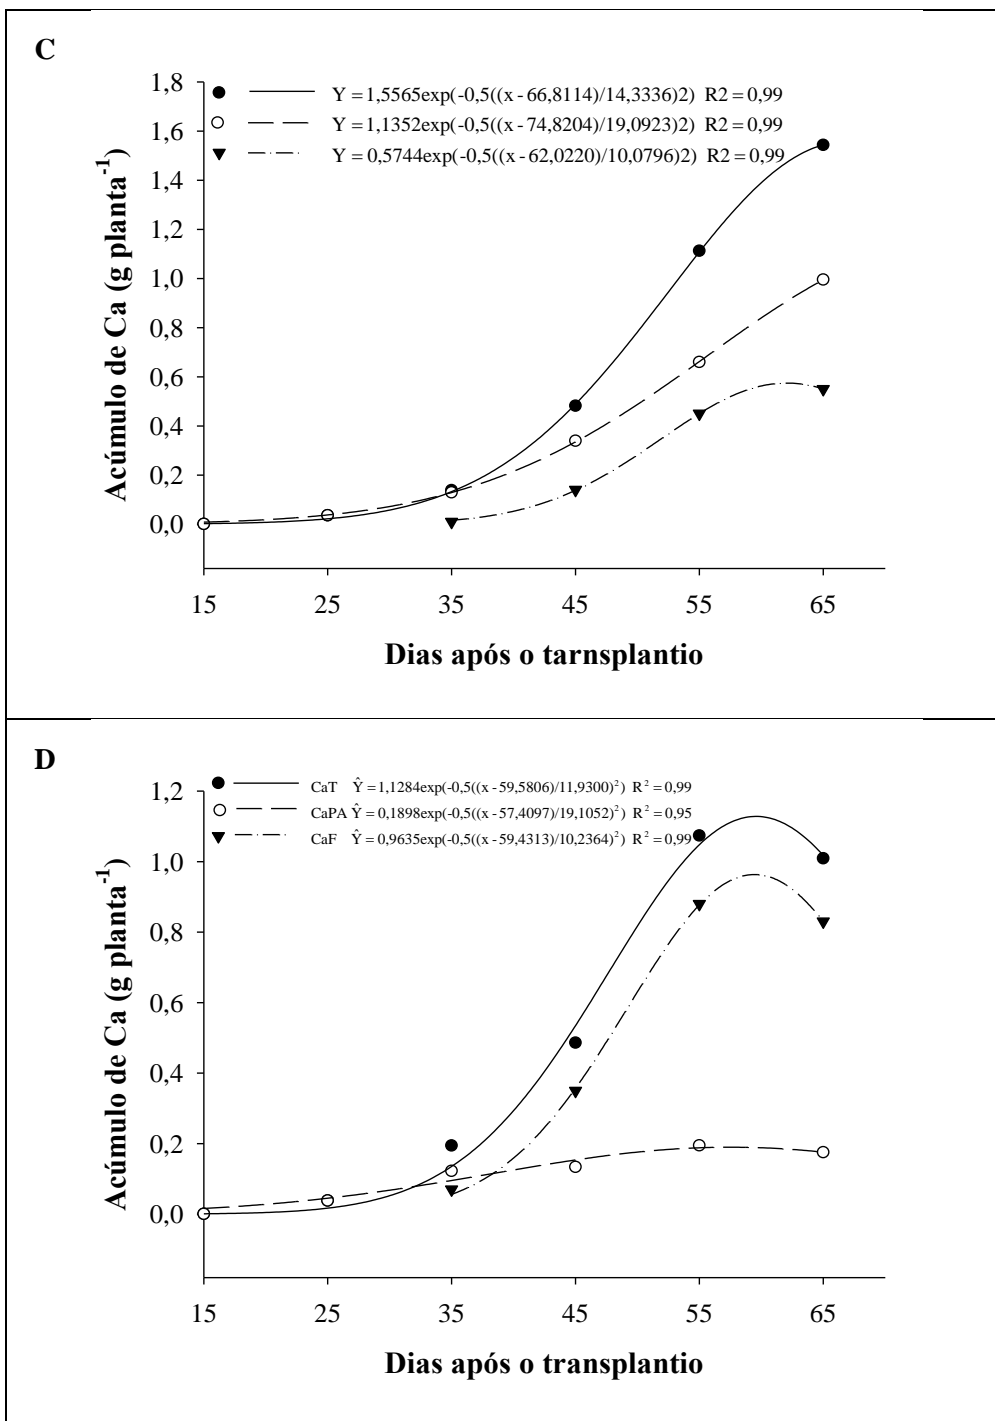 C
Y = 1,5565exp(-0,5((x - 66,8114)/14,3336)2) R2 = 0,99
Y = 1,1352exp(-0,5((x - 74,8204)/19,0923)2) R2 = 0,99
Y = 0,5744exp(-0,5((x - 62,0220)/10,0796)2) R2 = 0,99
Acúmulo de Ca (g planta⁻¹)
1,8
1,6
1,4
1,2
1,0
0,8
0,6
0,4
0,2
0,0
15 25 35 45 55 65
Dias após o tarnsplantio
D
CaT Ŷ = 1,1284exp(-0,5((x - 59,5806)/11,9300)²) R² = 0,99
CaPA Ŷ = 0,1898exp(-0,5((x - 57,4097)/19,1052)²) R² = 0,95
CaF Ŷ = 0,9635exp(-0,5((x - 59,4313)/10,2364)²) R² = 0,99
Acúmulo de Ca (g planta⁻¹)
1,2
1,0
0,8
0,6
0,4
0,2
0,0
15 25 35 45 55 65
Dias após o transplantio